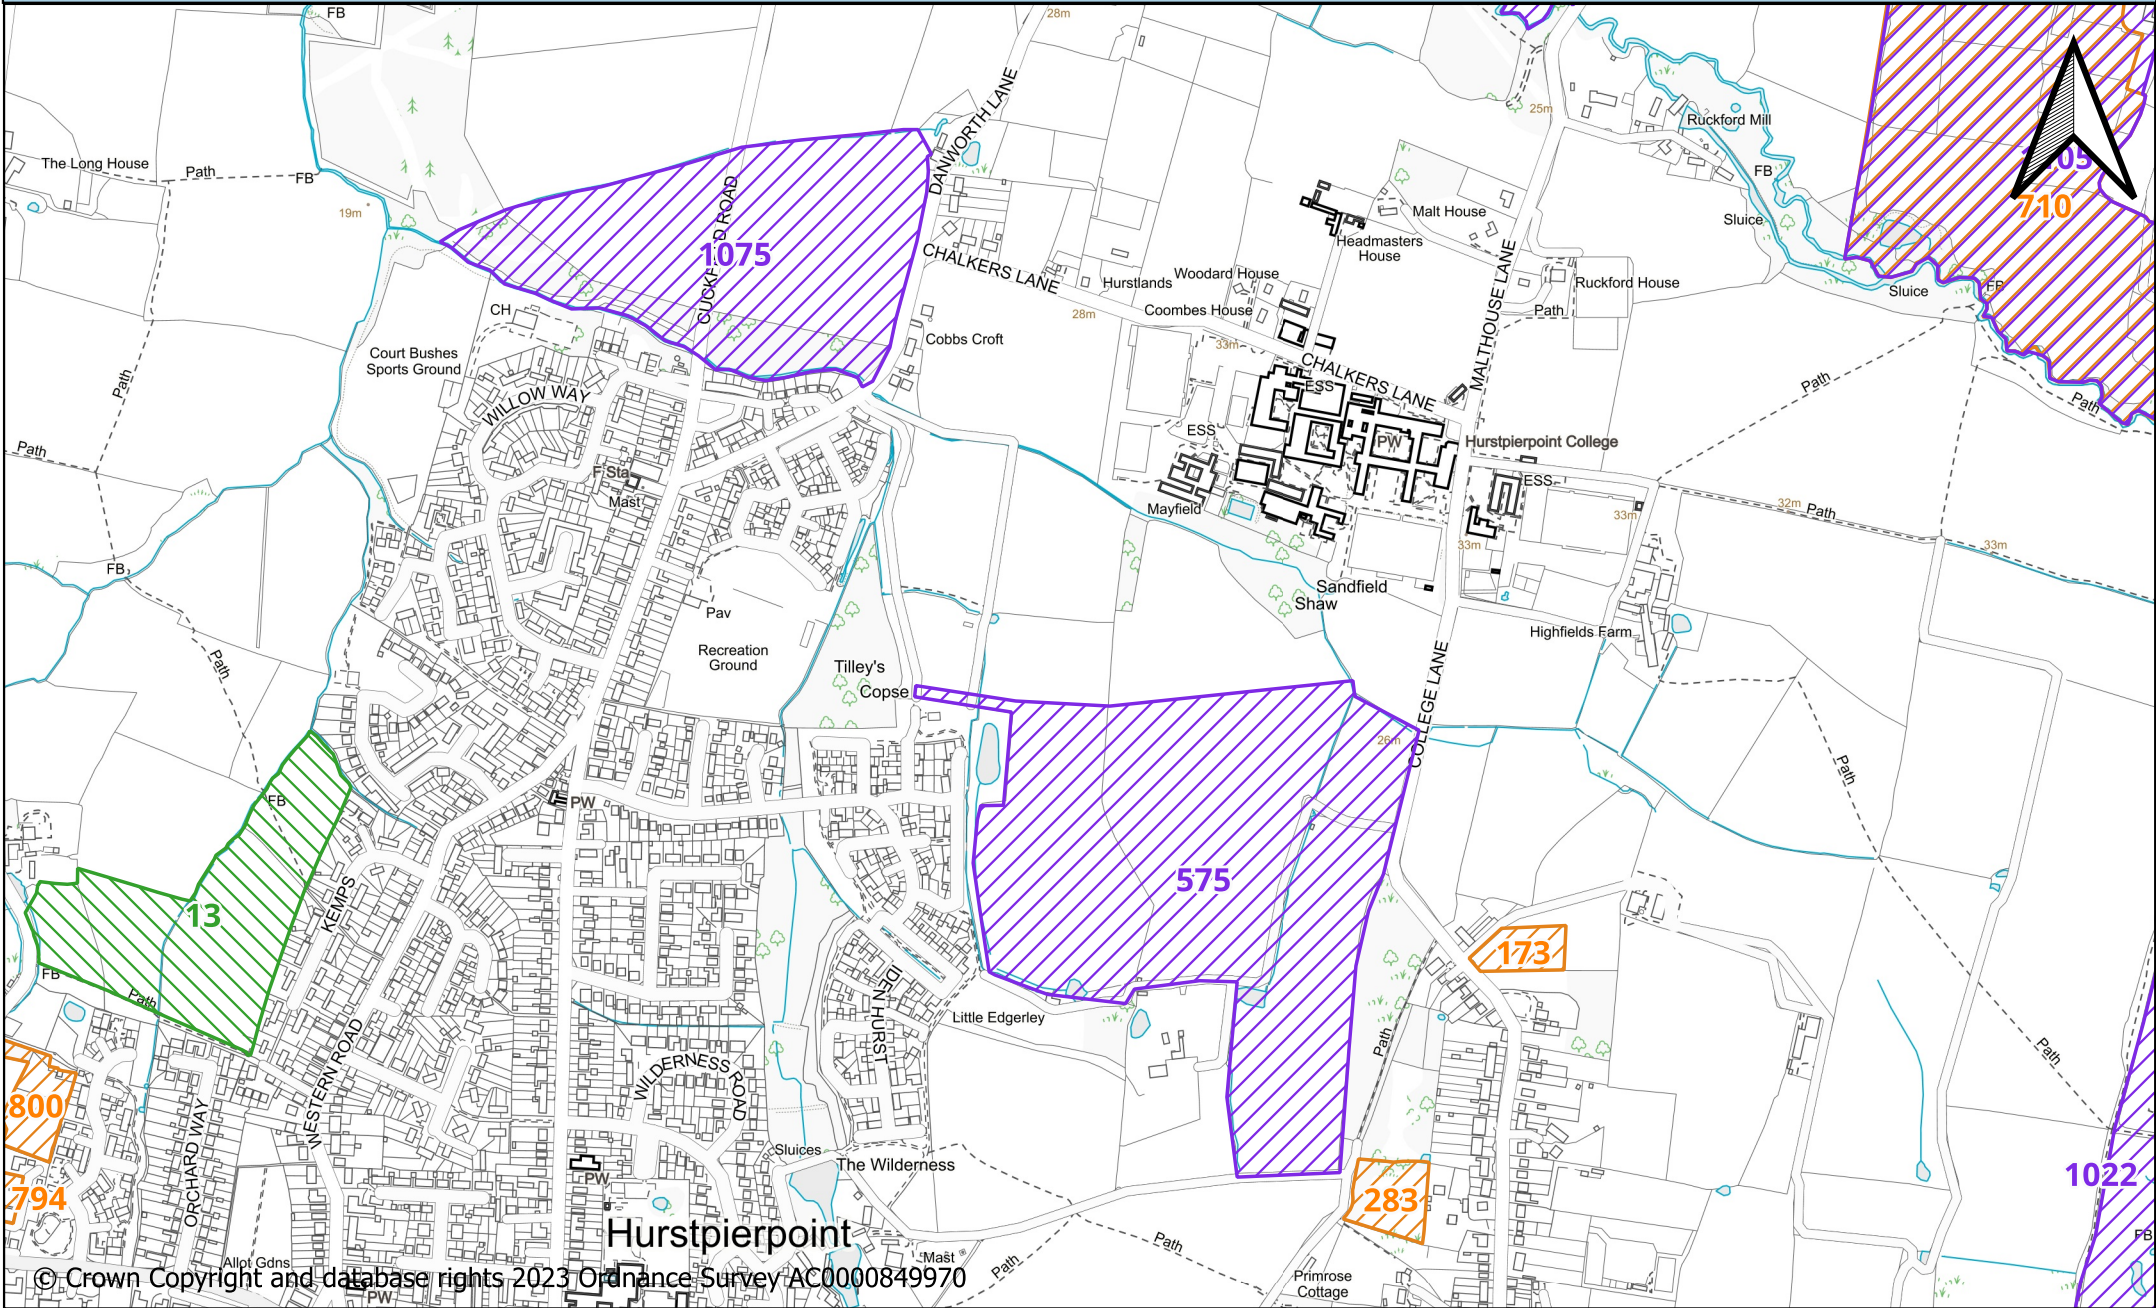 FB
28m
DANWORTH LANE
25m
Ruckford Mill
The Long House
Path
FB
FB
19m
Malt House
Sluice
710
Headmasters
House
1075
CHALKERS LANE
Woodard House
Hurstlands
Ruckford House
MALTHOUSE LANE
FB
Sluice
CH
Coombes House
28m
Path
Cobbs Croft
33m
Court Bushes
Sports Ground
CHALKERS LANE
ESS
Path
Path
Path
WILLOW WAY
ESS
PW
Hurstpierpoint College
Path
F Sta
Mast
ESS
Mayfield
33m
32m
Path
33m
33m
FB
Sandfield
Shaw
Pav
Highfields Farm
Path
Recreation
Ground
Tilley's
Copse
COLLEGE LANE
26m
Path
FB
PW
575
KEMPS
13
173
FB
Path
IDEN HURST
Little Edgerley
Path
Path
WESTERN ROAD
WILDERNESS ROAD
800
ORCHARD WAY
Sluices
The Wilderness
PW
1022
794
283
Hurstpierpoint
FB
Path
Mast
Path
Allot Gdns
Primrose
Cottage
PW
© Crown Copyright and database rights 2023 Ordnance Survey AC0000849970